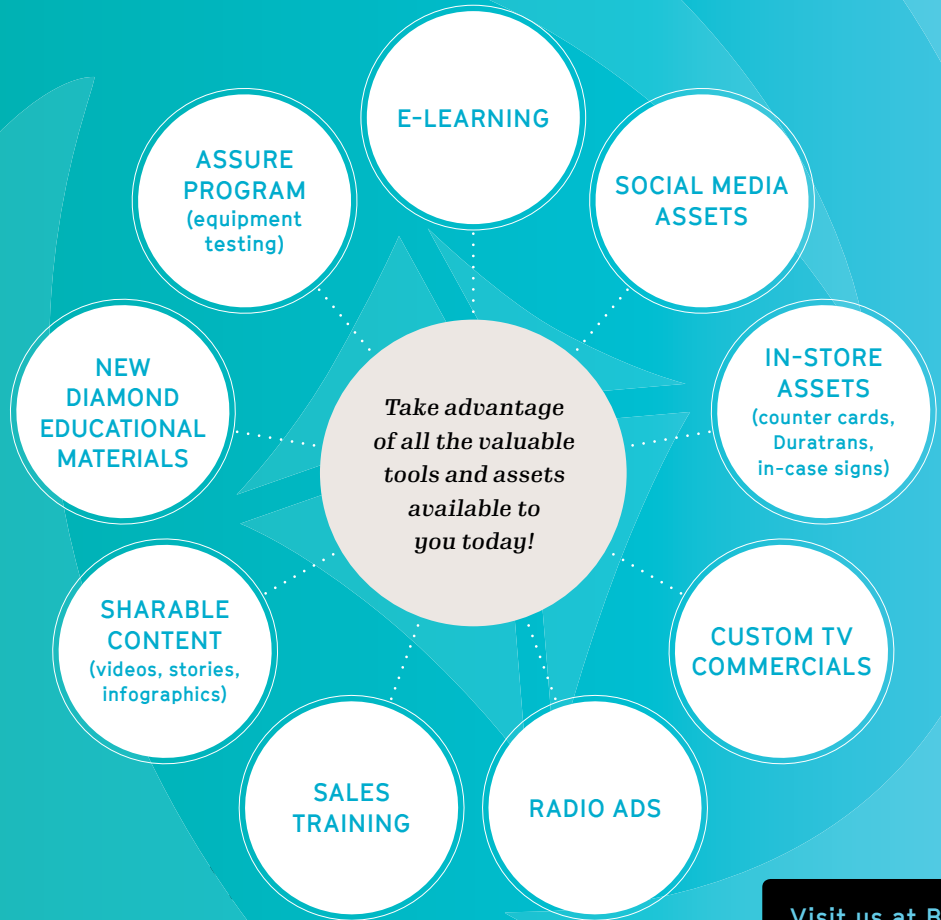 E-LEARNING
SOCIAL MEDIA
ASSETS
IN-STORE
ASSETS
(counter cards,
Duratrans,
in-case signs)
CUSTOM TV
COMMERCIALS
RADIO ADS
SALES
TRAINING
SHARABLE
CONTENT
(videos, stories,
infographics)
NEW
DIAMOND
EDUCATIONAL
MATERIALS
ASSURE
PROGRAM
(equipment
testing)
Take advantage
of all the valuable
tools and assets
available to
you today!
Visit us at